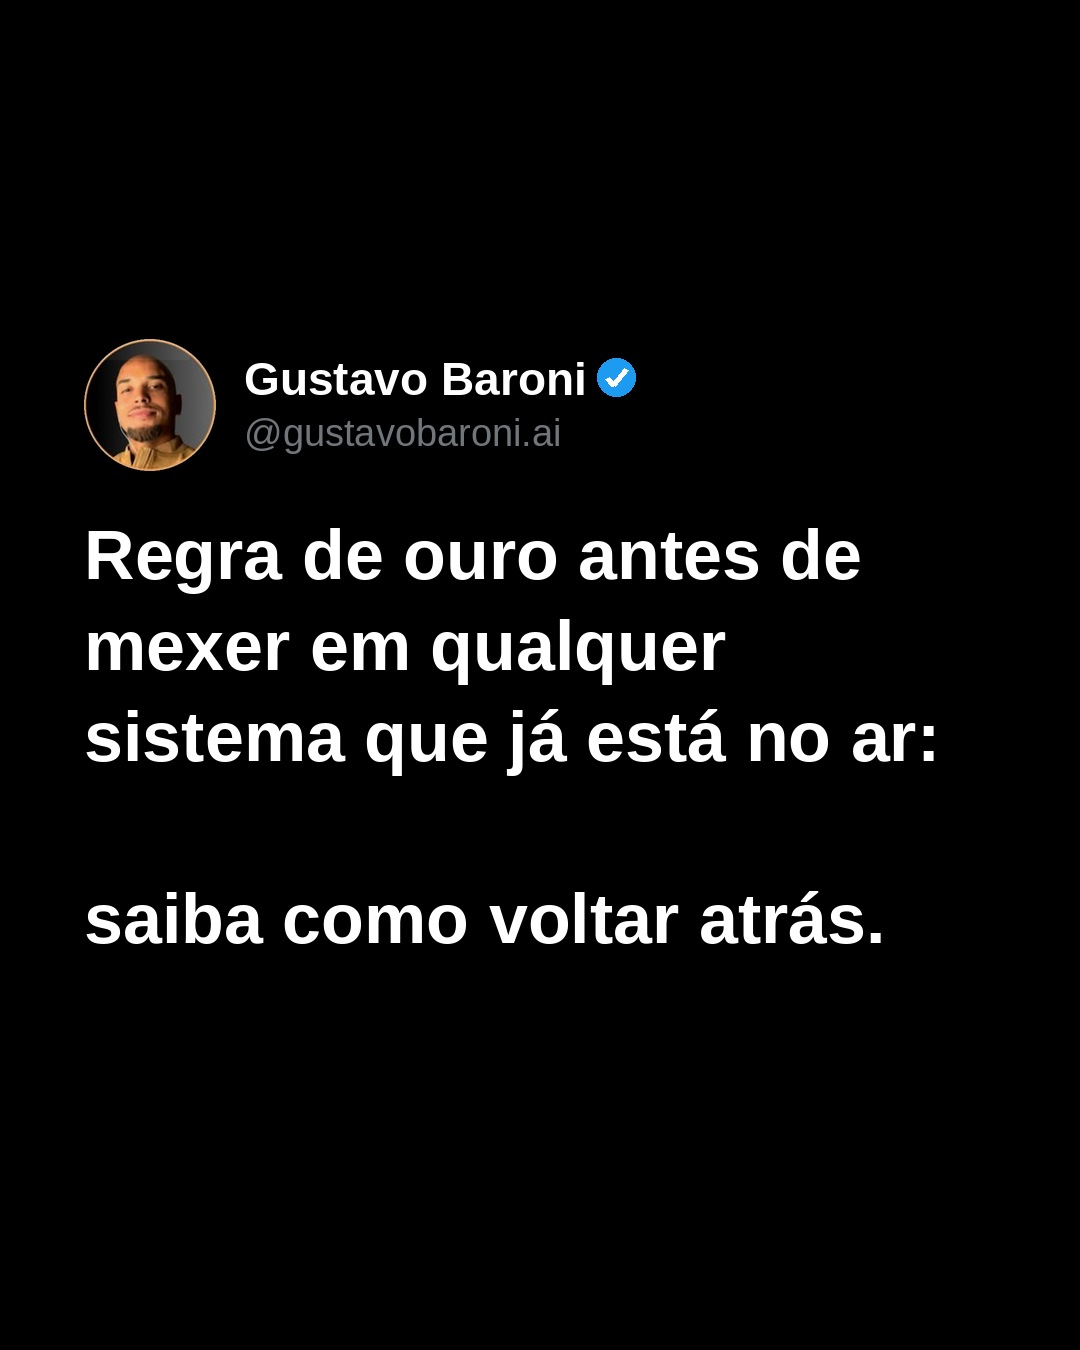 Gustavo Baroni
@gustavobaroni.ai
Regra de ouro antes de
mexer em qualquer
sistema que já está no ar:
saiba como voltar atrás.